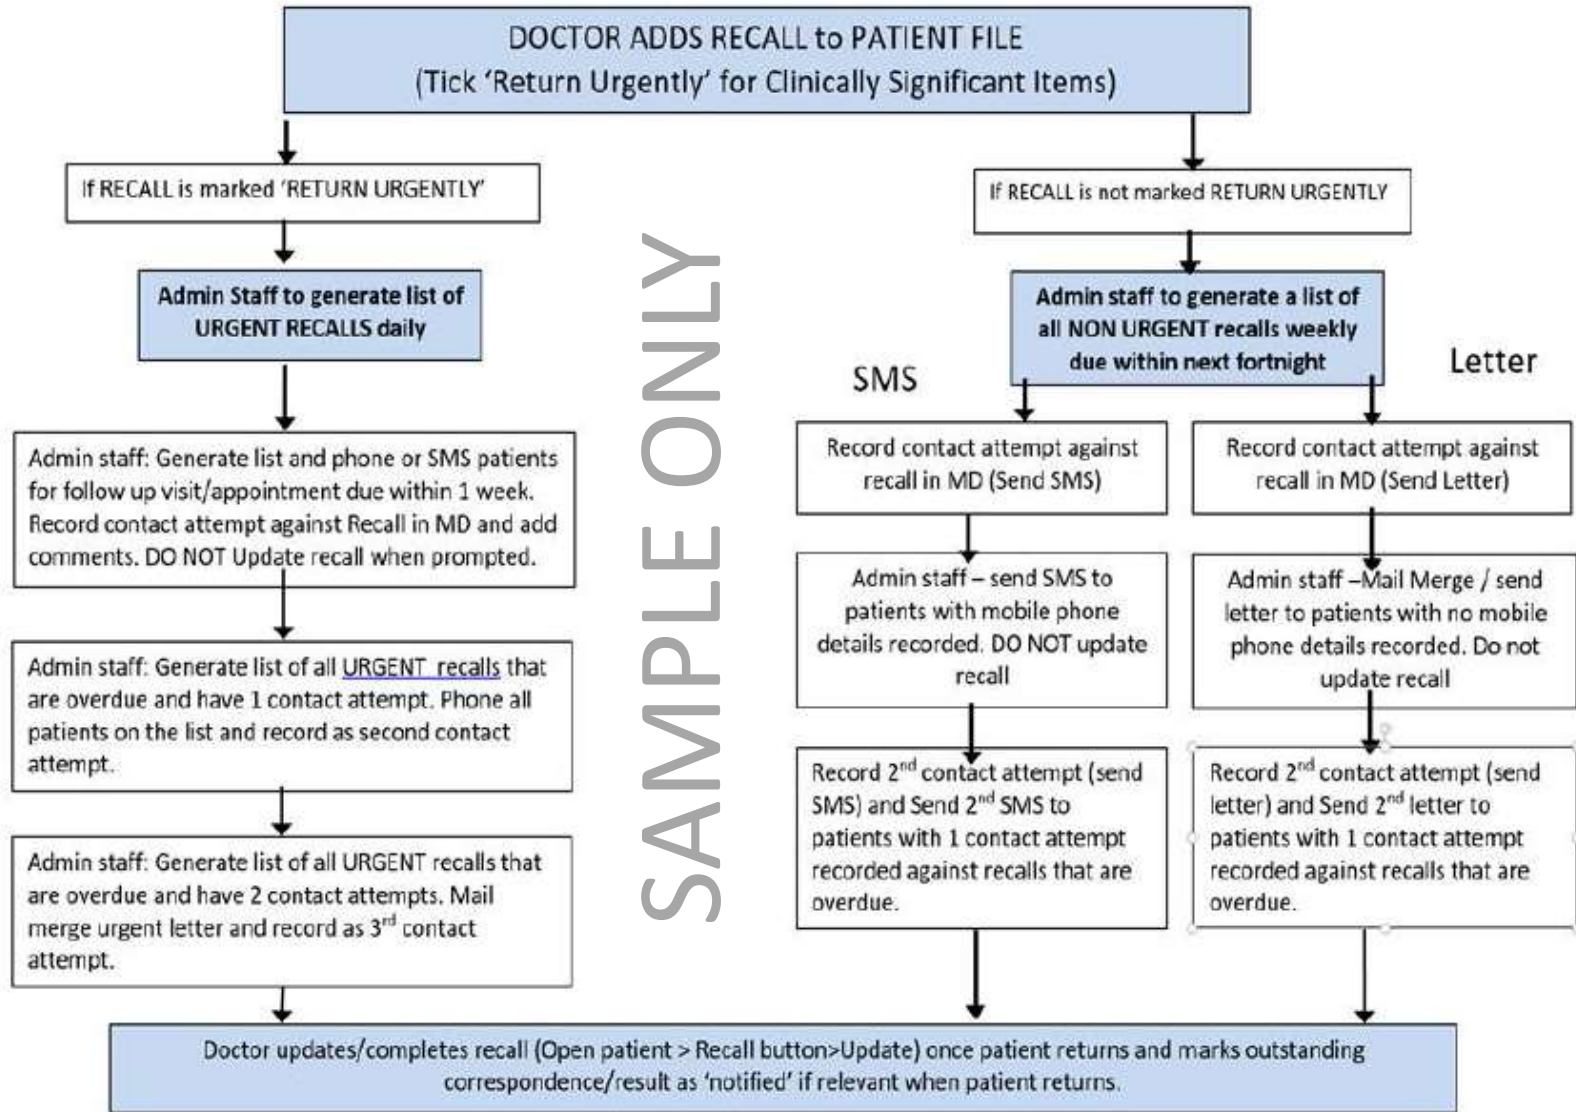 DOCTOR ADDS RECALL to PATIENT FILE
(Tick ‘Return Urgently’ for Clinically Significant Items)
If RECALL is marked ‘RETURN URGENTLY’
Admin Staff to generate list of
URGENT RECALLS daily
Admin staff: Generate list and phone or SMS patients
for follow up visit/appointment due within 1 week.
Record contact attempt against Recall in MD and add
comments. DO NOT Update recall when prompted.
Admin staff: Generate list of all URGENT recalls that
are overdue and have 1 contact attempt. Phone all
patients on the list and record as second contact
attempt.
Admin staff: Generate list of all URGENT recalls that
are overdue and have 2 contact attempts. Mail
merge urgent letter and record as 3rd contact
attempt.
SAMPLE ONLY
If RECALL is not marked RETURN URGENTLY
Admin staff to generate a list of
all NON URGENT recalls weekly
due within next fortnight
SMS
Record contact attempt against
recall in MD (Send SMS)
Admin staff – send SMS to
patients with mobile phone
details recorded. DO NOT update
recall
Record 2nd contact attempt (send
SMS) and Send 2nd SMS to
patients with 1 contact attempt
recorded against recalls that are
overdue.
Letter
Record contact attempt against
recall in MD (Send Letter)
Admin staff –Mail Merge / send
letter to patients with no mobile
phone details recorded. Do not
update recall
Record 2nd contact attempt (send
letter) and Send 2nd letter to
patients with 1 contact attempt
recorded against recalls that are
overdue.
Doctor updates/completes recall (Open patient > Recall button>Update) once patient returns and marks outstanding
correspondence/result as ‘notified’ if relevant when patient returns.